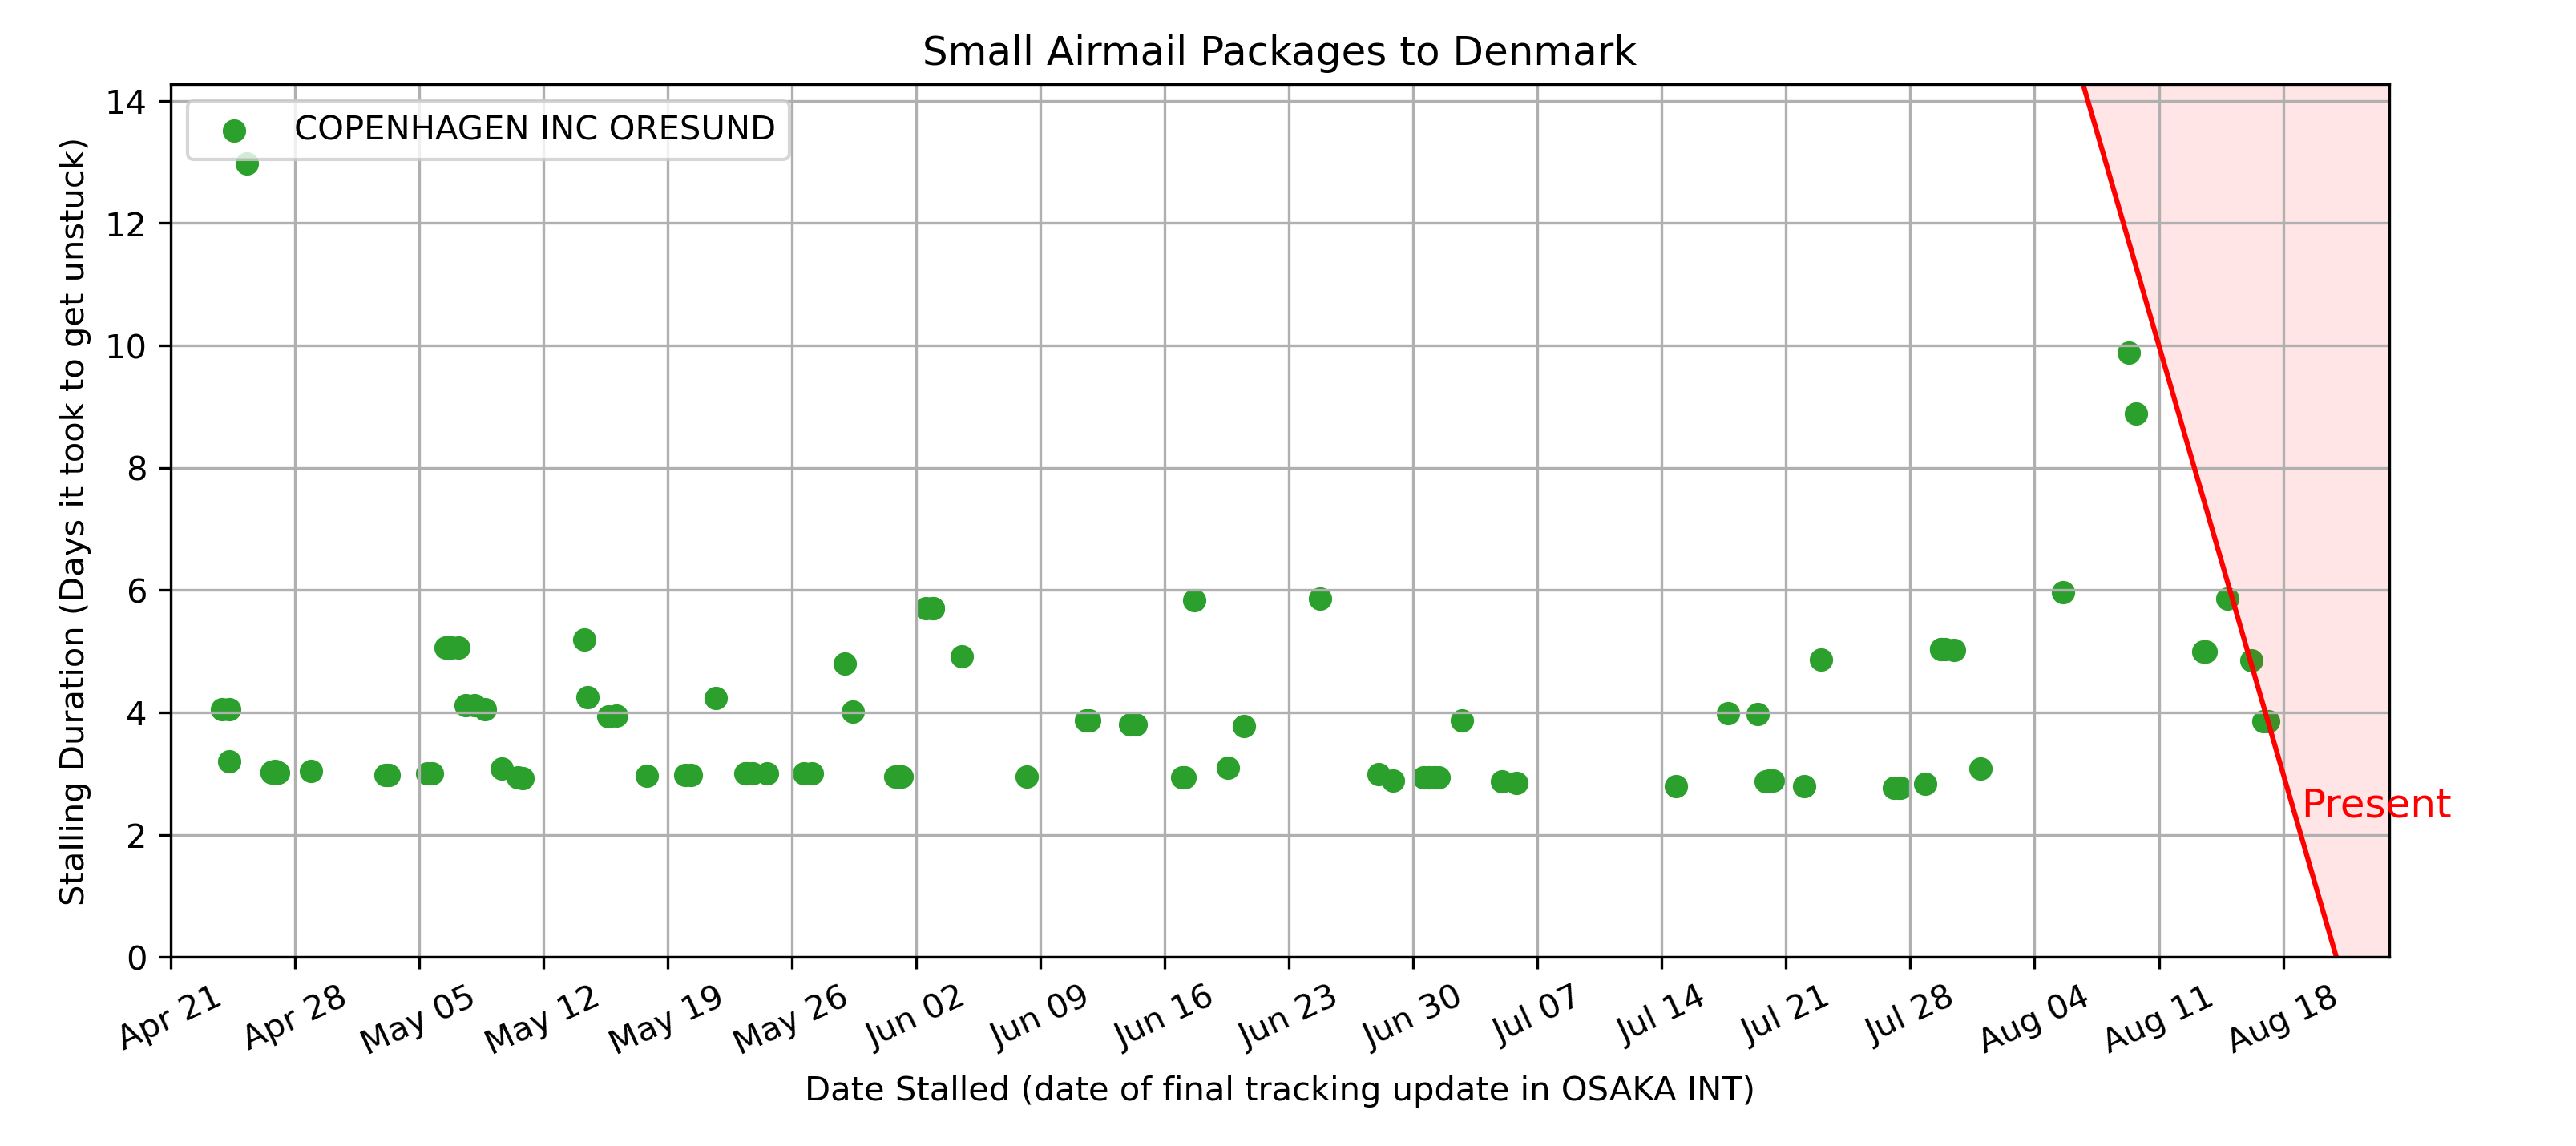 Small Airmail Packages to Denmark
COPENHAGEN INC ORESUND
Stalling Duration (Days it took to get unstuck)
14
12
10
8
6
4
2
0
Present
Apr 21
Apr 28
May 05
May 12
May 19
May 26
Jun 02
Jun 09
Jun 16
Jun 23
Jun 30
Jul 07
Jul 14
Jul 21
Jul 28
Aug 04
Aug 11
Aug 18
Date Stalled (date of final tracking update in OSAKA INT)